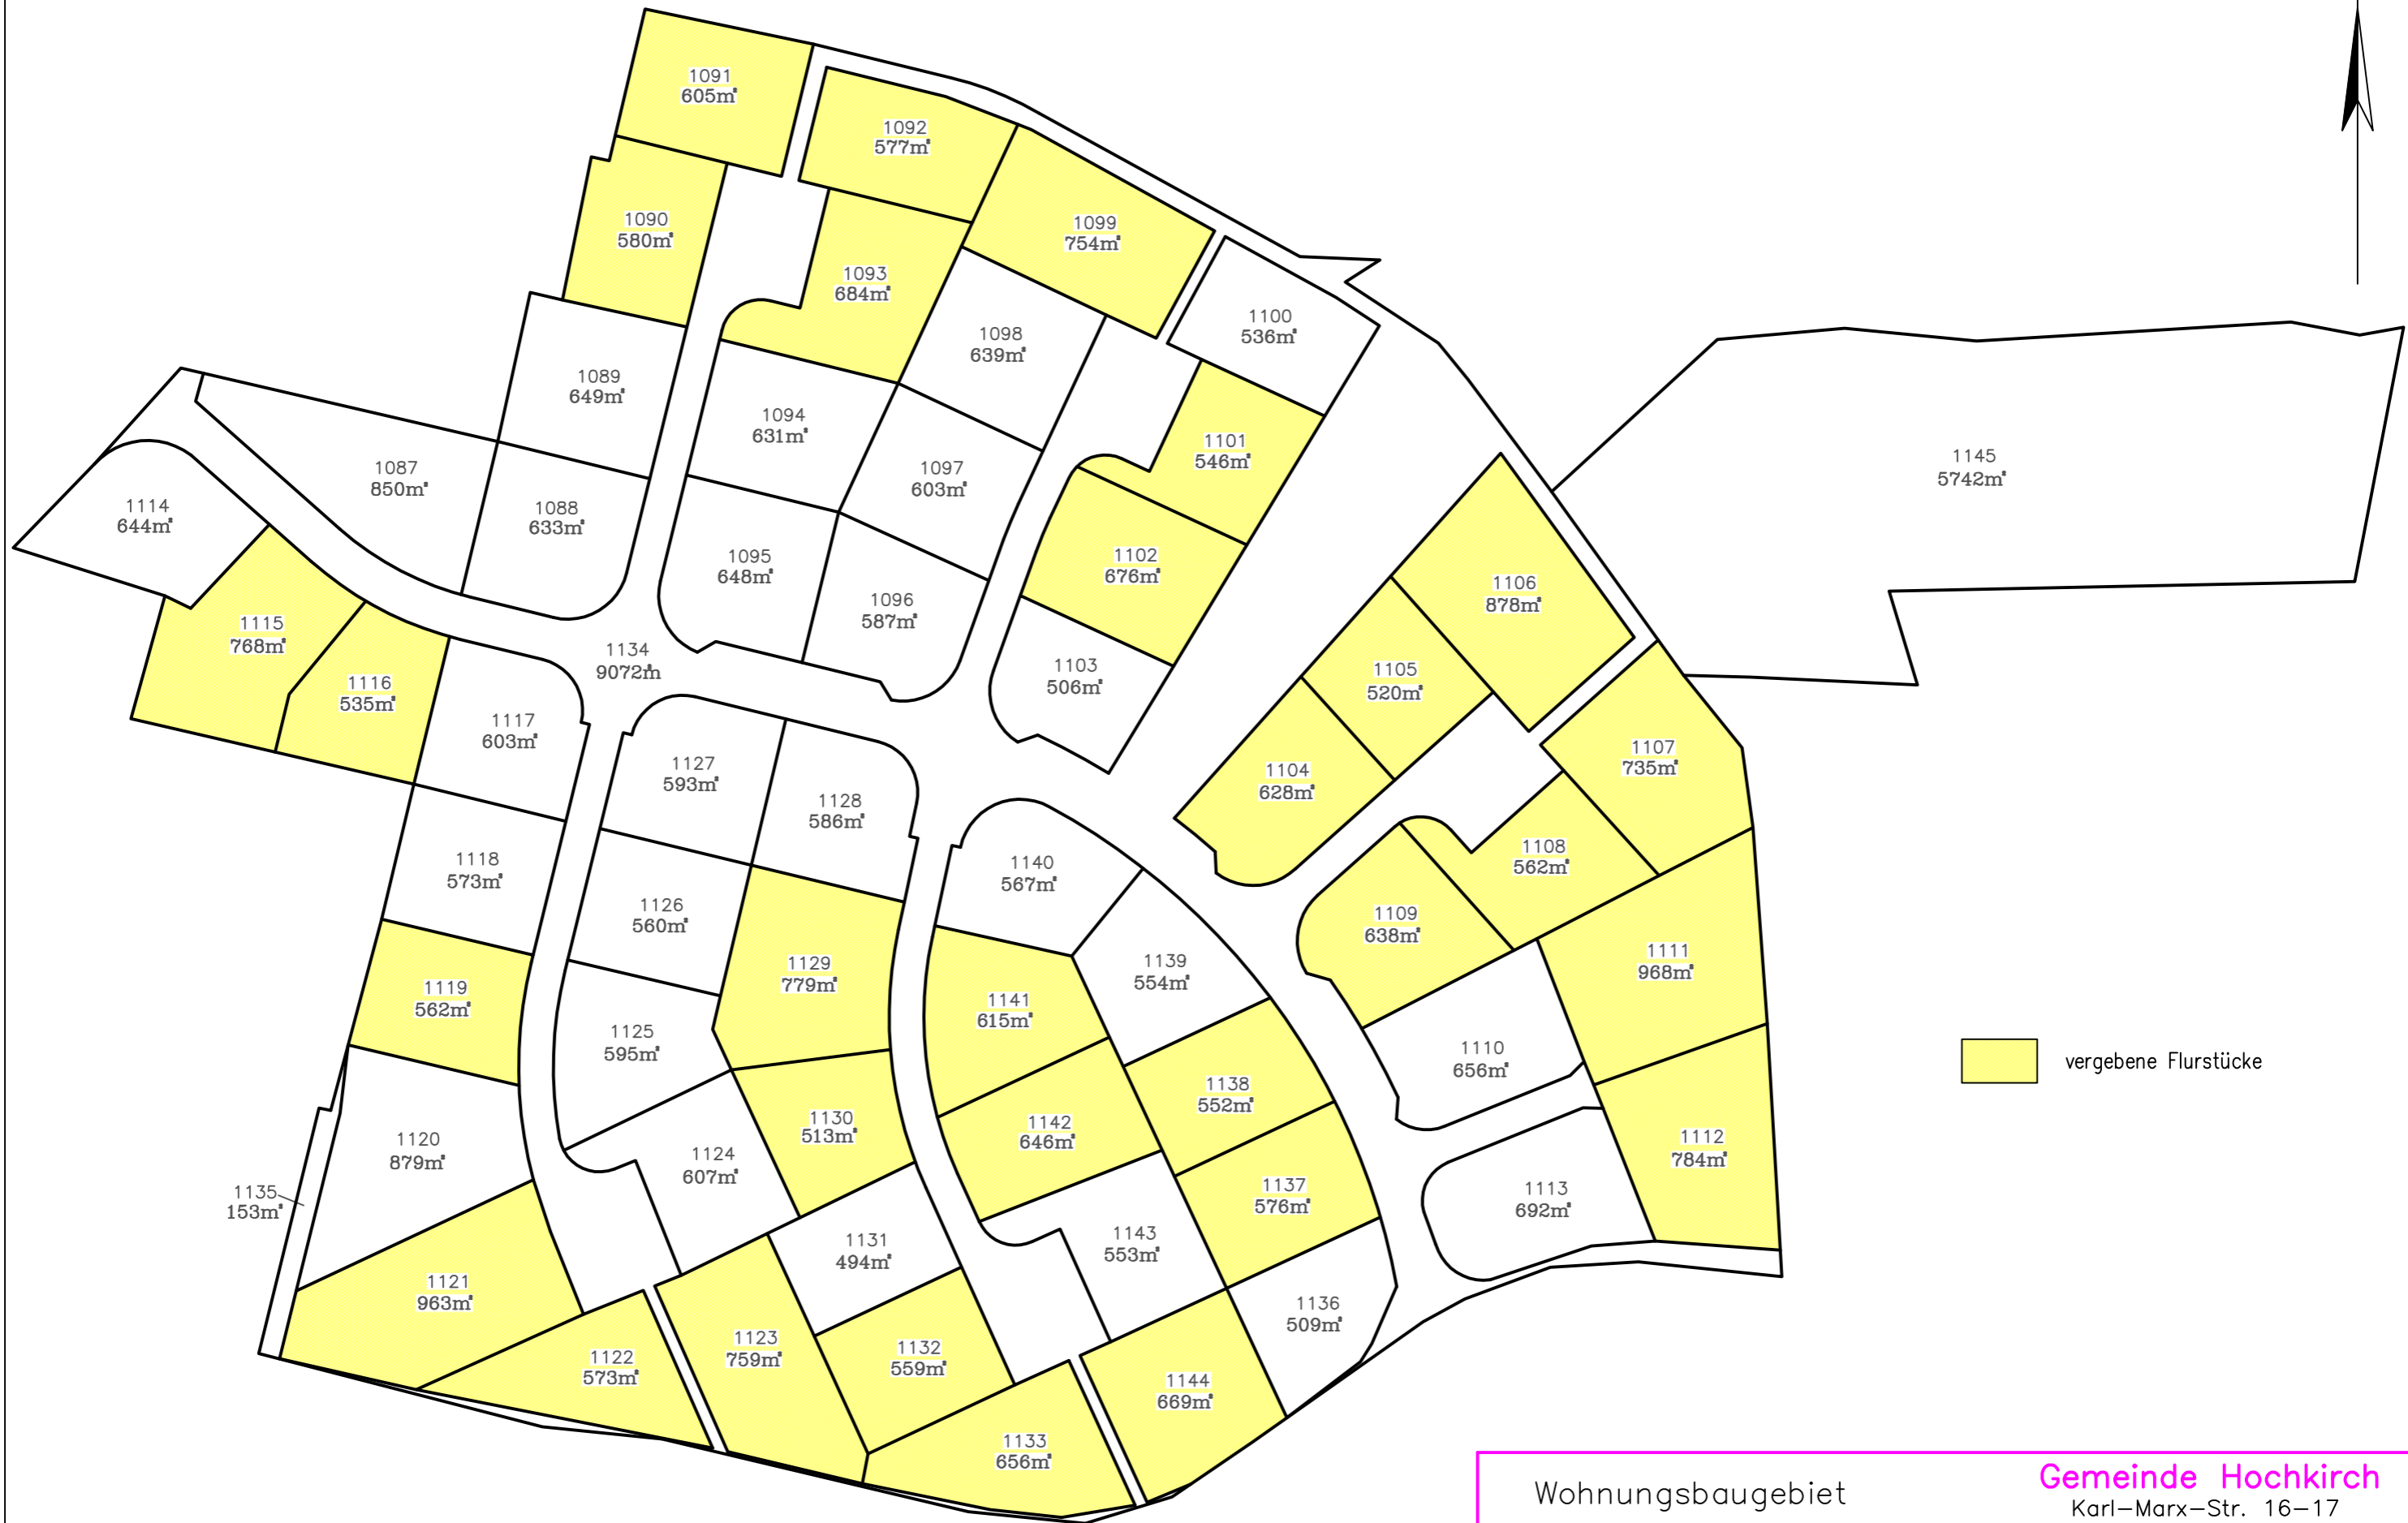 1091
605m²
1092
577m²
1090
580m²
1099
754m²
1093
684m²
1100
536m²
1098
639m²
1089
649m²
1094
631m²
1101
546m²
1145
5742m²
1087
850m²
1097
603m²
1114
644m²
1088
633m²
1095
648m²
1102
676m²
1106
878m²
1096
587m²
1115
768m²
1134
9072m²
1103
506m²
1105
520m²
1116
535m²
1117
603m²
1107
735m²
1127
593m²
1104
628m²
1128
586m²
1118
573m²
1140
567m²
1108
562m²
1126
560m²
1109
638m²
1129
779m²
1139
554m²
1111
968m²
1119
562m²
1141
615m²
1125
595m²
1110
656m²
vergebene Flurstücke
1138
552m²
1130
513m²
1142
646m²
1120
879m²
1112
784m²
1124
607m²
1137
576m²
1113
692m²
1135
153m²
1131
494m²
1143
553m²
1121
963m²
1136
509m²
1123
759m²
1132
559m²
1122
573m²
1144
669m²
1133
656m²
Wohnungsbaugebiet
Gemeinde Hochkirch
Karl-Marx-Str. 16-17